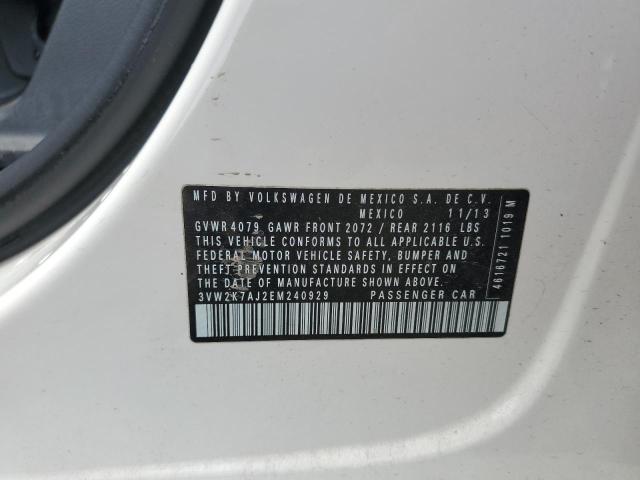 MFD BY VOLKSWAGEN DE MEXICO S.A. DE C.V.
MEXICO 11/13
GVWR 4079 GAWR FRONT 2072 / REAR 2116 LBS
THIS VEHICLE CONFORMS TO ALL APPLICABLE U.S.
FEDERAL MOTOR VEHICLE SAFETY, BUMPER AND
THEFT PREVENTION STANDARDS IN EFFECT ON
THE DATE OF MANUFACTURE SHOWN ABOVE.
3VW2K7AJ2EM240929 PASSENGER CAR
4616721 1019 M